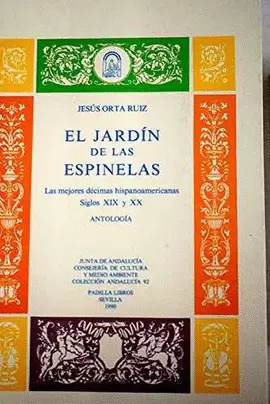 JESÚS ORTA RUIZ
EL JARDÍN
DE LAS
ESPINELAS
Las mejores décimas hispanoamericanas
Siglos XIX y XX
ANTOLOGÍA
JUNTA DE ANDALUCÍA
CONSEJERÍA DE CULTURA
Y MEDIO AMBIENTE
COLECCIÓN ANDALUCÍA 92
PADILLA LIBROS
SEVILLA
1990